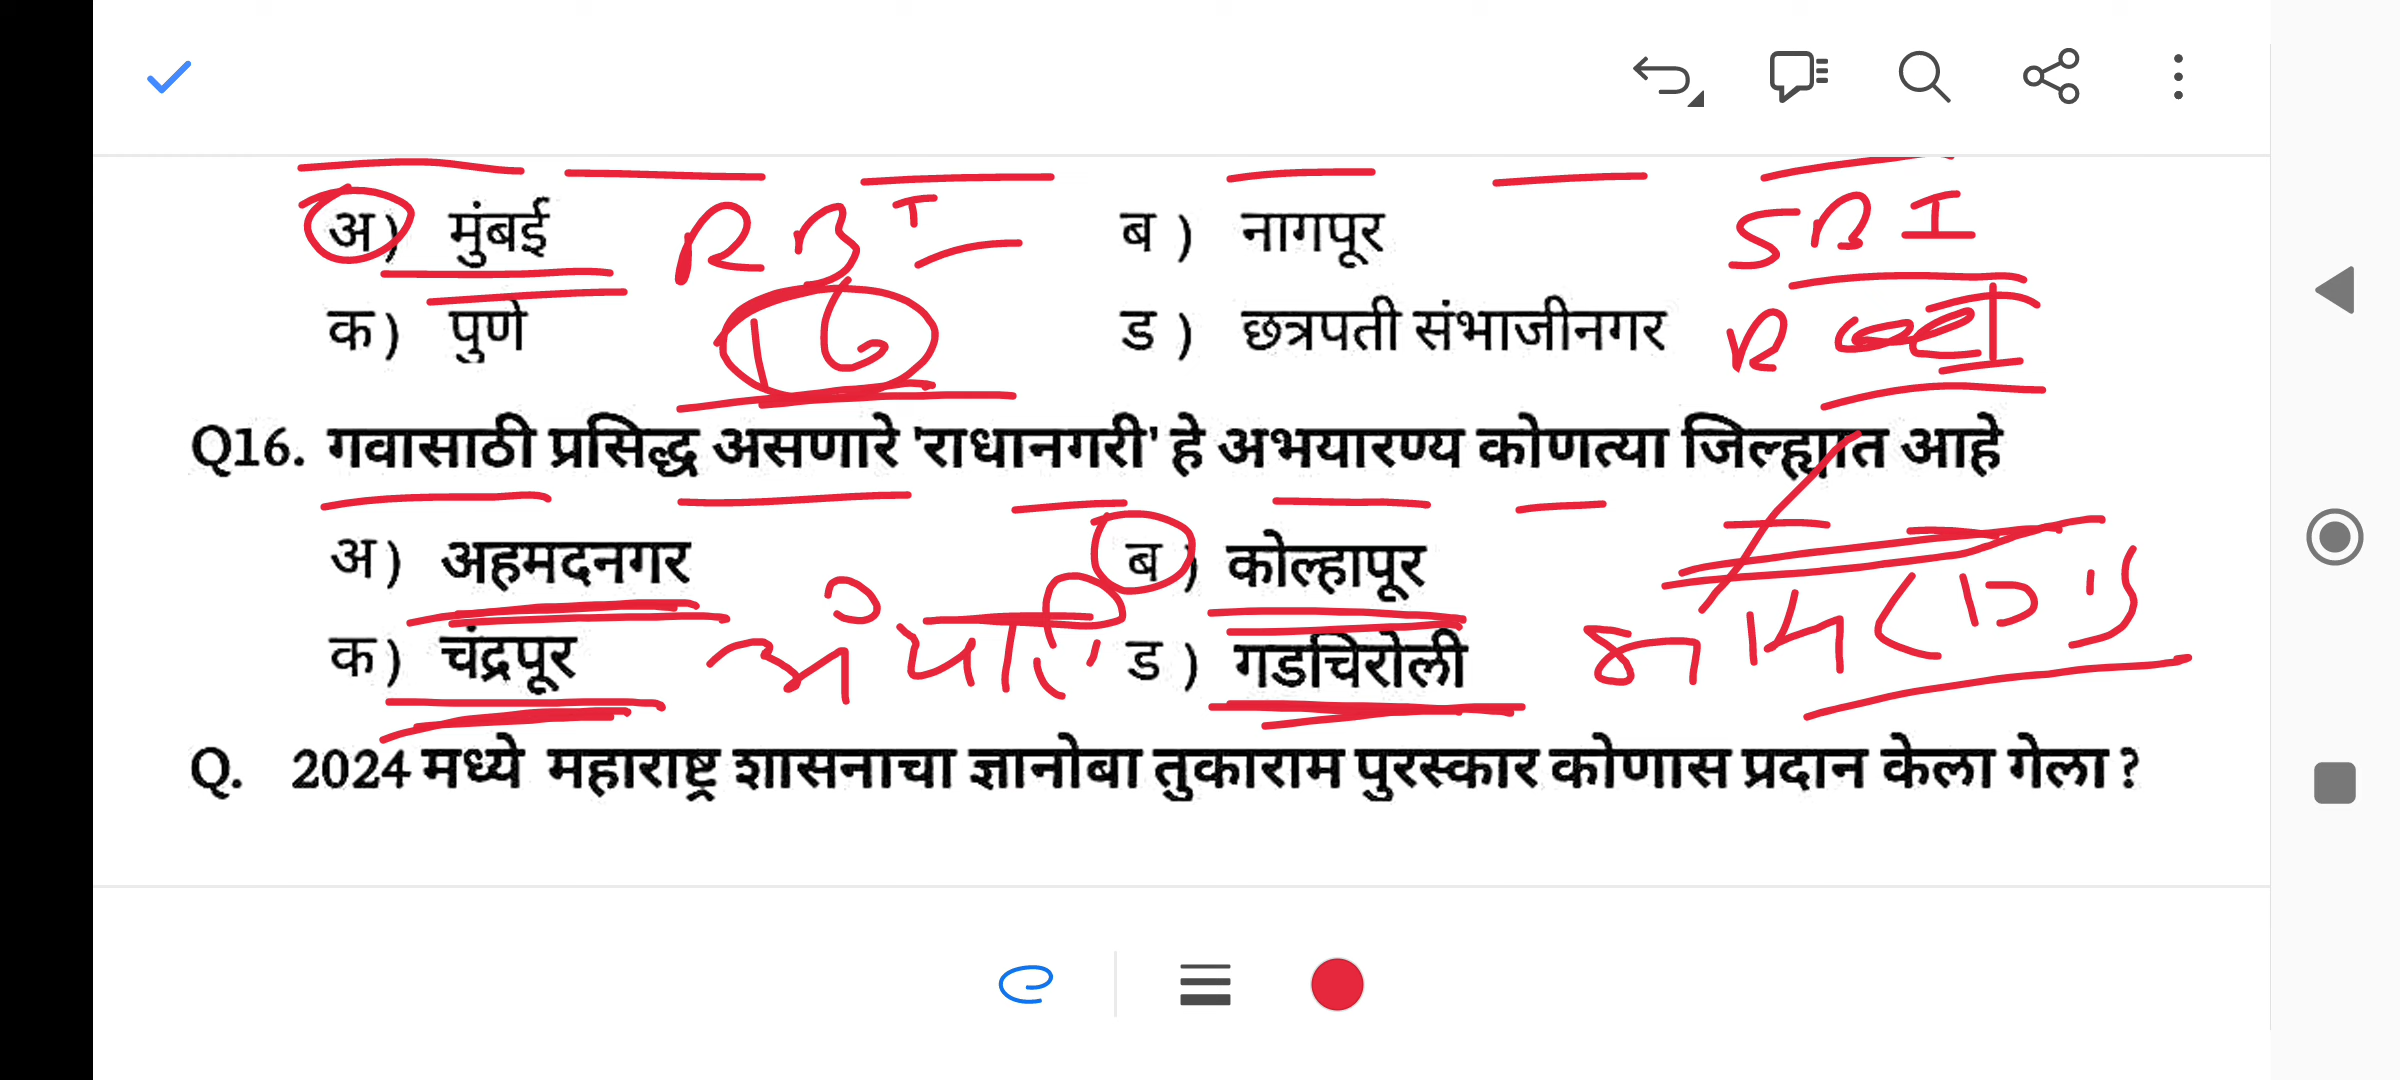 अ) मुंबई RBI ब ) नागपूर SBI
क) पुणे 16 ड ) छत्रपती संभाजीनगर R
Q16. गवासाठी प्रसिद्ध असणारे 'राधानगरी' हे अभयारण्य कोणत्या जिल्ह्यात आहे
अ) अहमदनगर ब ) कोल्हापूर
क) चंद्रपूर ड ) गडचिरोली
Q. 2024 मध्ये महाराष्ट्र शासनाचा ज्ञानोबा तुकाराम पुरस्कार कोणास प्रदान केला गेला ?